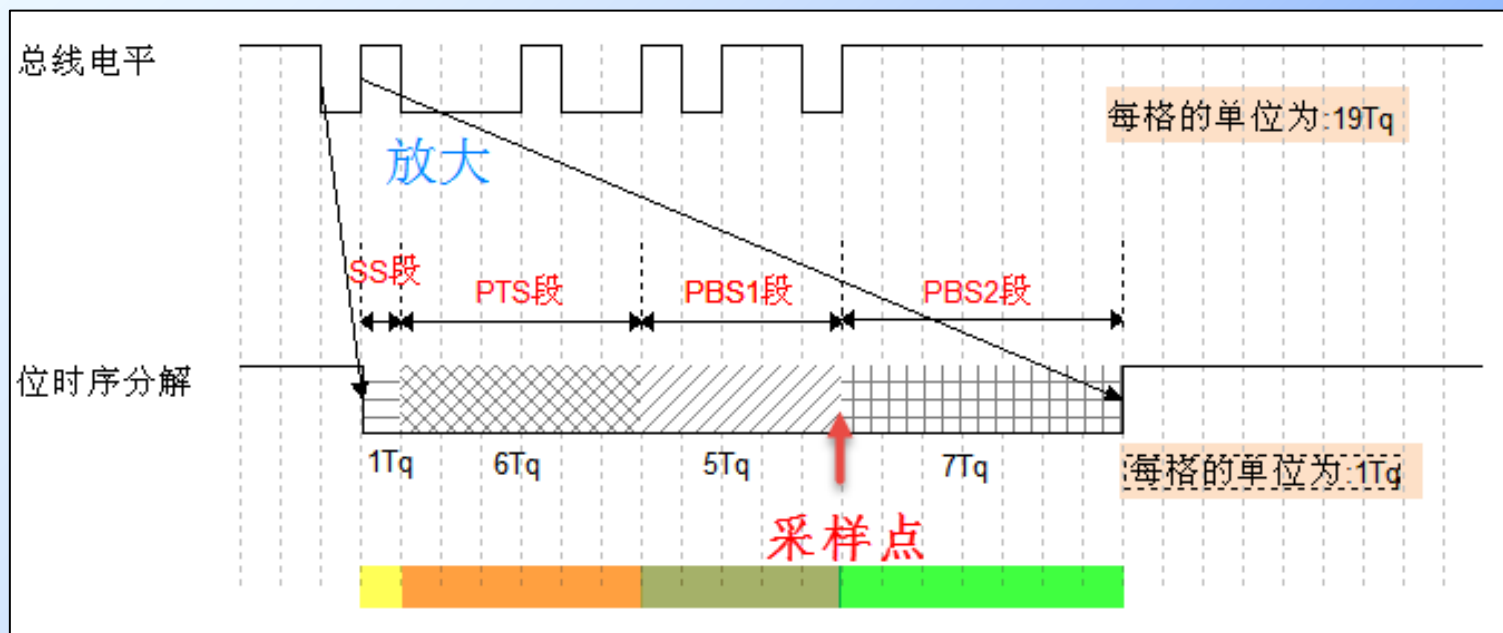 总线电平
每格的单位为:19Tq
放大
SS段
PTS段
PBS1段
PBS2段
位时序分解
1Tq
6Tq
5Tq
7Tq
每格的单位为:1Tq
采样点